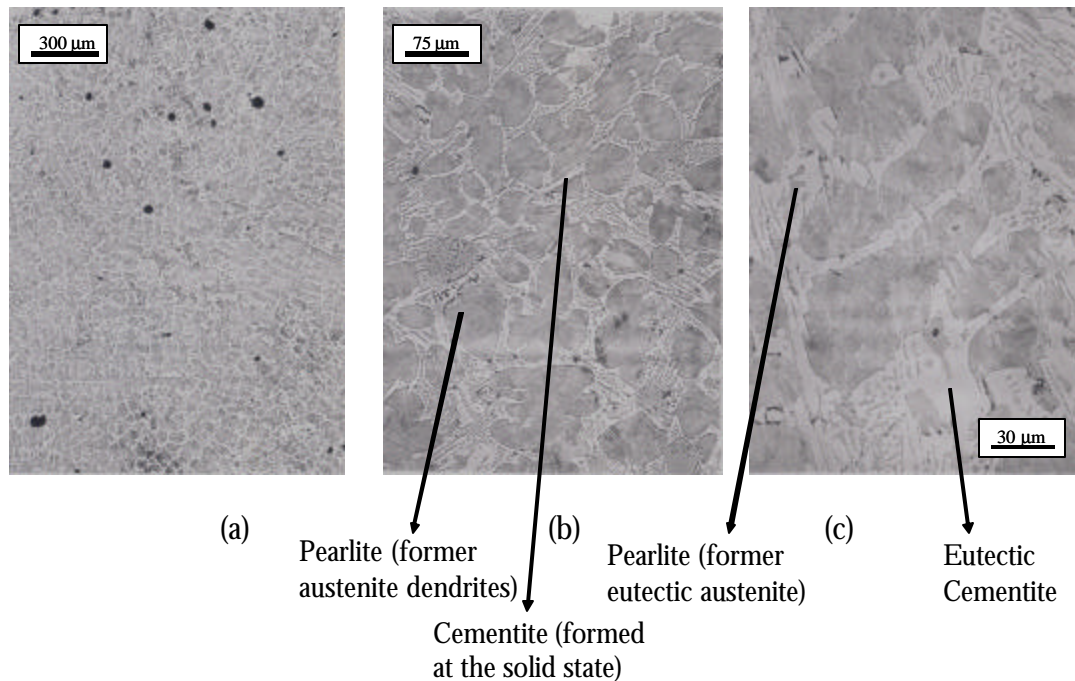 300 µm
75 µm
30 µm
(a)
(b)
(c)
Pearlite (former
austenite dendrites)
Cementite (formed
at the solid state)
Pearlite (former
eutectic austenite)
Eutectic
Cementite